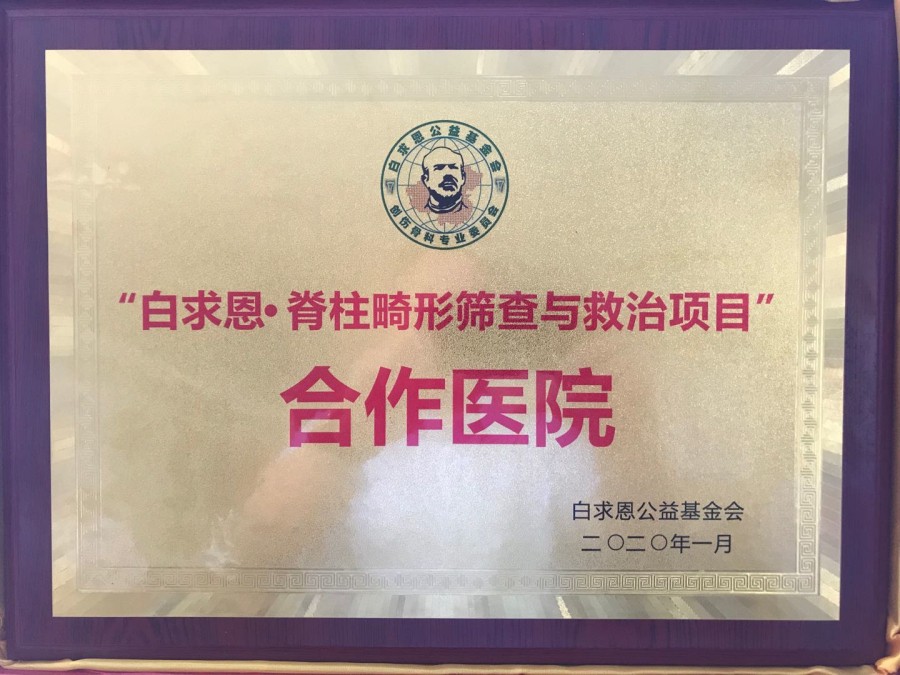 白求恩公益基金会
创伤骨科专业委员会
“白求恩•脊柱畸形筛查与救治项目”
合作医院
白求恩公益基金会
二〇二〇年一月